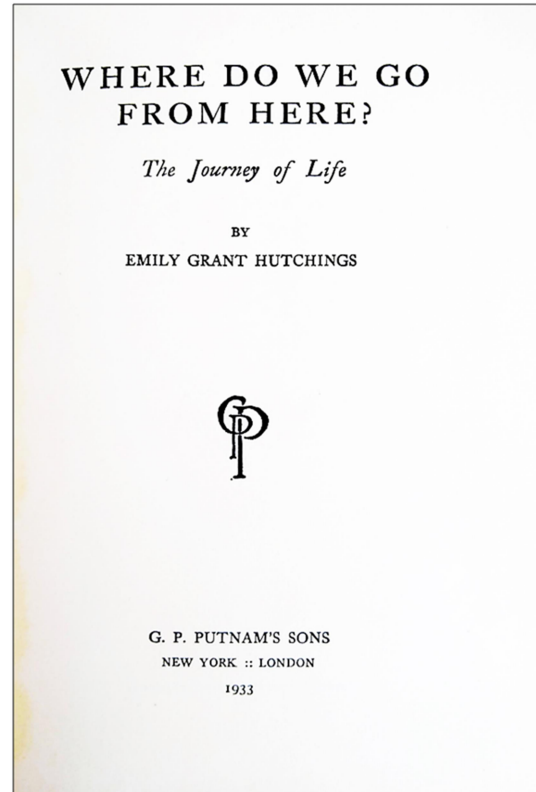 WHERE DO WE GO
FROM HERE?
The Journey of Life
BY
EMILY GRANT HUTCHINGS
GPP
G. P. PUTNAM'S SONS
NEW YORK :: LONDON
1933